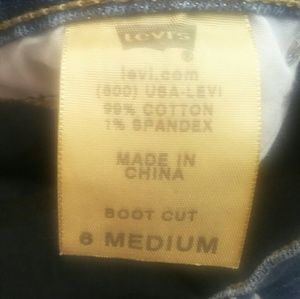 Levi's
levi.com
(800) USA-LEVI
99% COTTON
1% SPANDEX
MADE IN
CHINA
BOOT CUT
6 MEDIUM